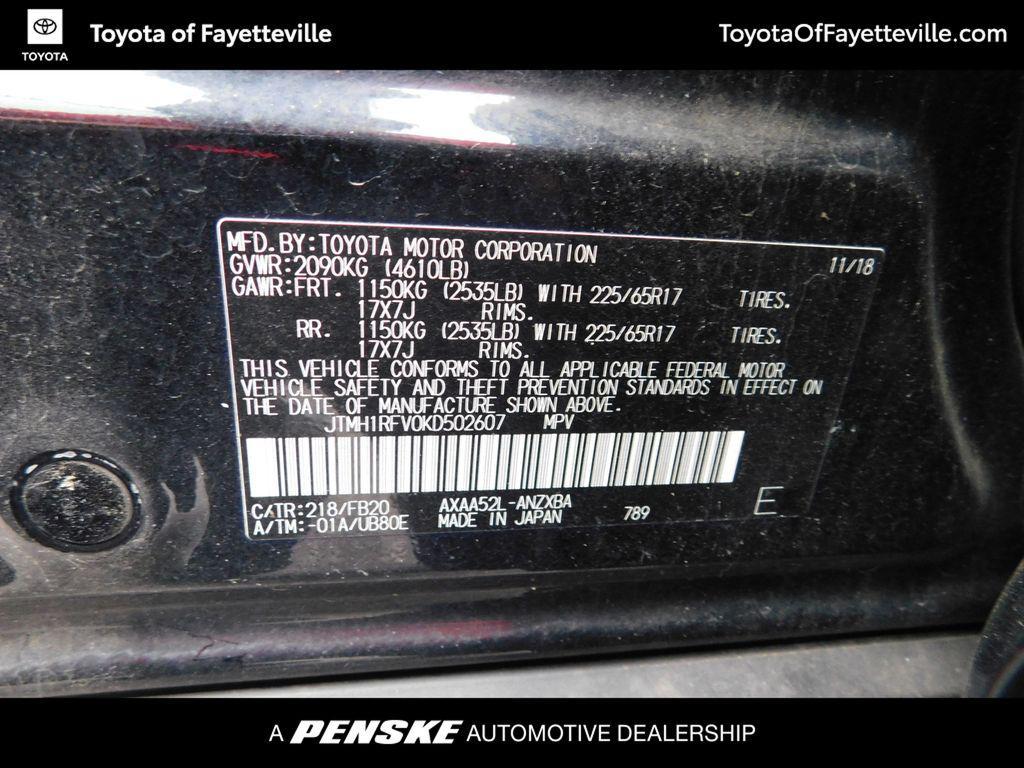 TOYOTA
Toyota of Fayetteville
ToyotaOfFayetteville.com
MFD.BY:TOYOTA MOTOR CORPORATION 11/18
GVWR:2090KG (4610LB)
GAWR:FRT. 1150KG (2535LB) WITH 225/65R17 TIRES.
17X7J RIMS.
RR. 1150KG (2535LB) WITH 225/65R17 TIRES.
17X7J RIMS.
THIS VEHICLE CONFORMS TO ALL APPLICABLE FEDERAL MOTOR
VEHICLE SAFETY AND THEFT PREVENTION STANDARDS IN EFFECT ON
THE DATE OF MANUFACTURE SHOWN ABOVE.
JTMH1RFV0KD502607 MPV
C/TR:218/FB20 AXAA52L-ANZXBA
A/TM:-01A/UB80E MADE IN JAPAN 789 E
A PENSKE AUTOMOTIVE DEALERSHIP